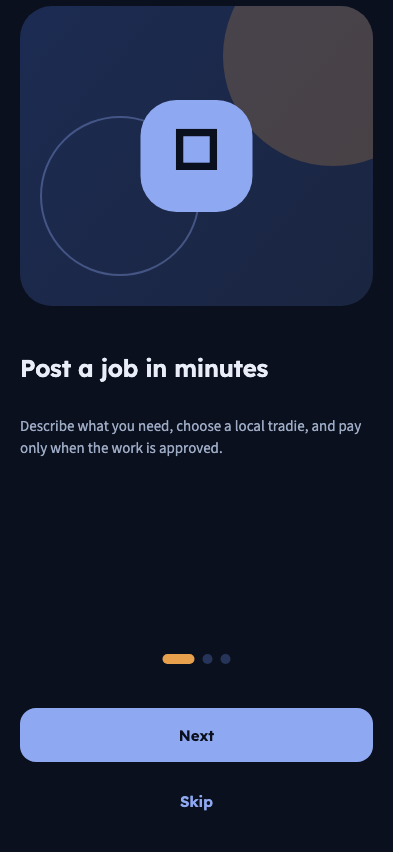 Post a job in minutes
Describe what you need, choose a local tradie, and pay
only when the work is approved.
Next
Skip